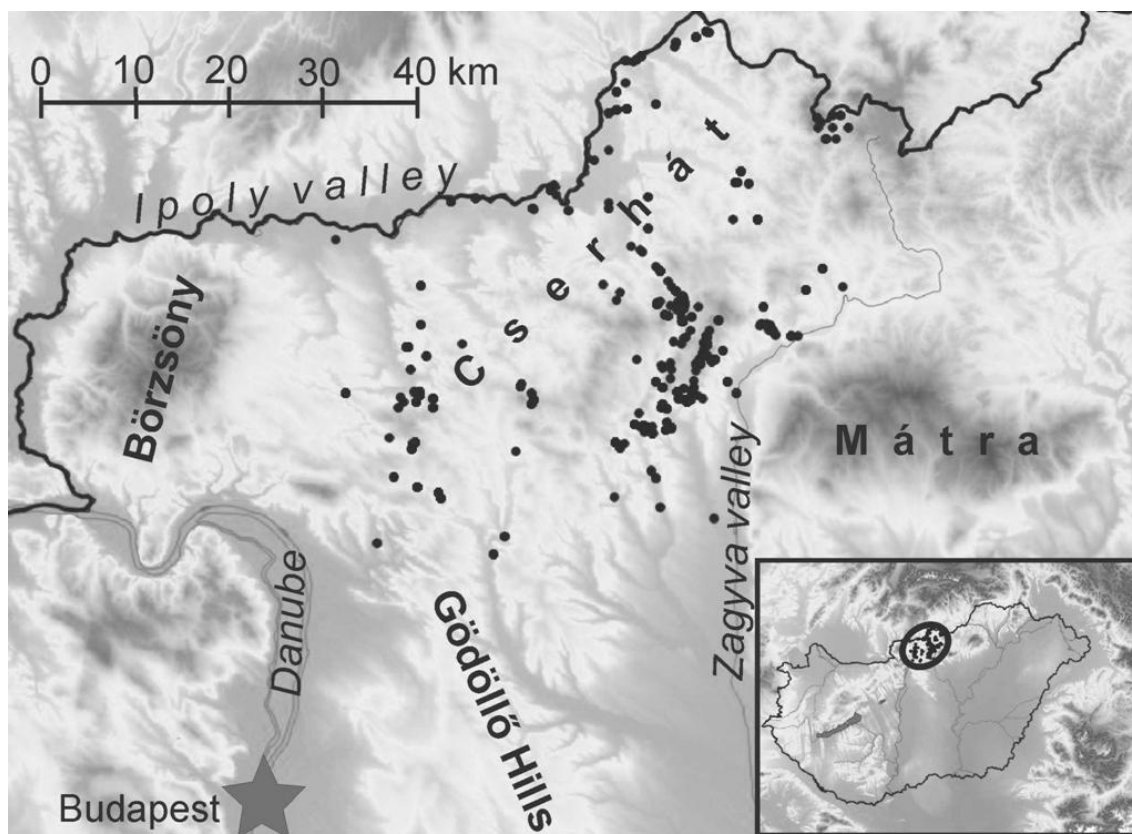 0 10 20 30 40 km
Ipoly valley
Cserhát
Börzsöny
Mátra
Zagyva valley
Danube
Gödöllő Hills
Budapest